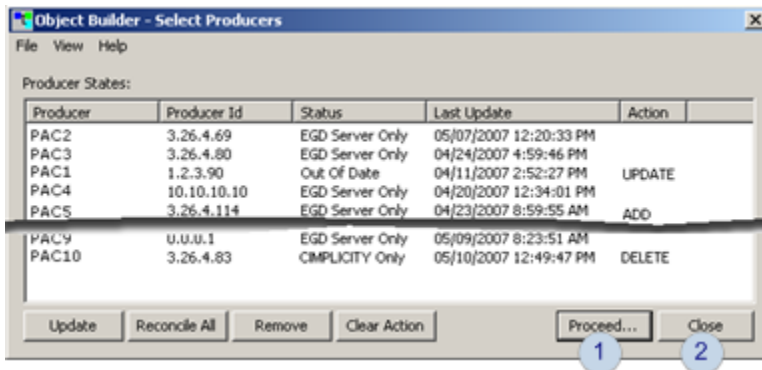 Object Builder - Select Producers
File View Help
Producer States:
Producer Producer Id Status Last Update Action
PAC2 3.26.4.69 EGD Server Only 05/07/2007 12:20:33 PM
PAC3 3.26.4.80 EGD Server Only 04/24/2007 4:59:46 PM
PAC1 1.2.3.90 Out Of Date 04/11/2007 2:52:27 PM UPDATE
PAC4 10.10.10.10 EGD Server Only 04/20/2007 12:34:01 PM
PAC5 3.26.4.114 EGD Server Only 04/23/2007 8:59:55 AM ADD
PAC9 0.0.0.1 EGD Server Only 05/09/2007 8:23:51 AM
PAC10 3.26.4.83 CIMPLICITY Only 05/10/2007 12:49:47 PM DELETE
Update Reconcile All Remove Clear Action Proceed... Close
1 2